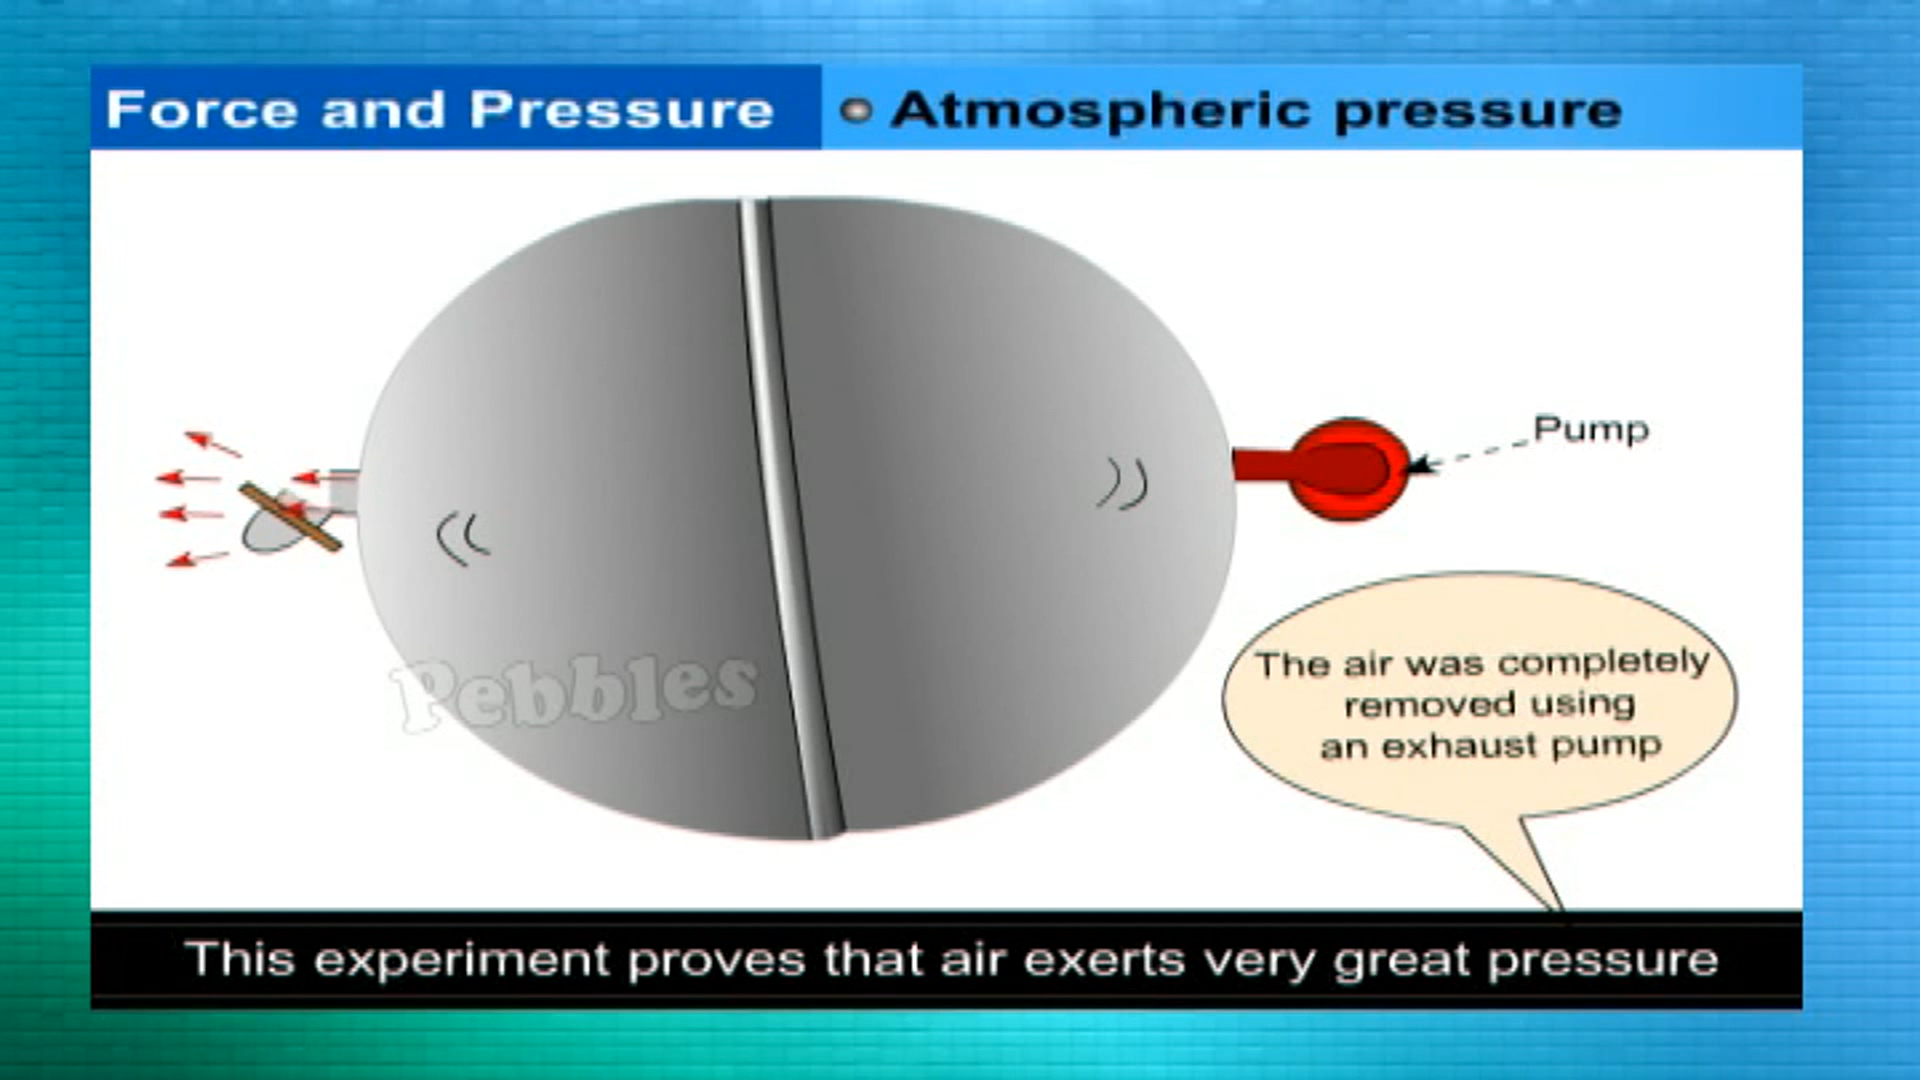 Force and Pressure
Atmospheric pressure
Pump
The air was completely
removed using
an exhaust pump
Pebbles
This experiment proves that air exerts very great pressure